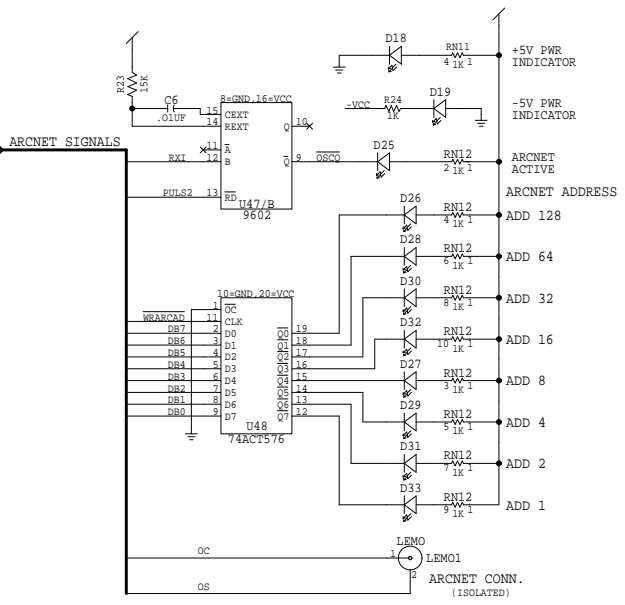 D18
RN11
4 1K 1
+5V PWR
INDICATOR
R23
15K
C6
.01UF
8=GND,16=VCC
15 CEXT
14 REXT
Q 10
-VCC
R24
1K
D19
-5V PWR
INDICATOR
ARCNET SIGNALS
11 A
RXI 12 B
Q 9 OSCQ
D25
RN12
2 1K 1
ARCNET
ACTIVE
PULS2 13 RD
U47/B
9602
ARCNET ADDRESS
D26
RN12
4 1K 1
ADD 128
D28
RN12
6 1K 1
ADD 64
D30
RN12
8 1K 1
ADD 32
D32
RN12
10 1K 1
ADD 16
D27
RN12
3 1K 1
ADD 8
D29
RN12
5 1K 1
ADD 4
D31
RN12
7 1K 1
ADD 2
D33
RN12
9 1K 1
ADD 1
10=GND,20=VCC
1 OC
WRARCAD 11 CLK
DB7 2 D0 Q0 19
DB6 3 D1 Q1 18
DB5 4 D2 Q2 17
DB4 5 D3 Q3 16
DB3 6 D4 Q4 15
DB2 7 D5 Q5 14
DB1 8 D6 Q6 13
DB0 9 D7 Q7 12
U48
74ACT576
OC
LEMO
1
LEMO1
2
OS
ARCNET CONN.
(ISOLATED)